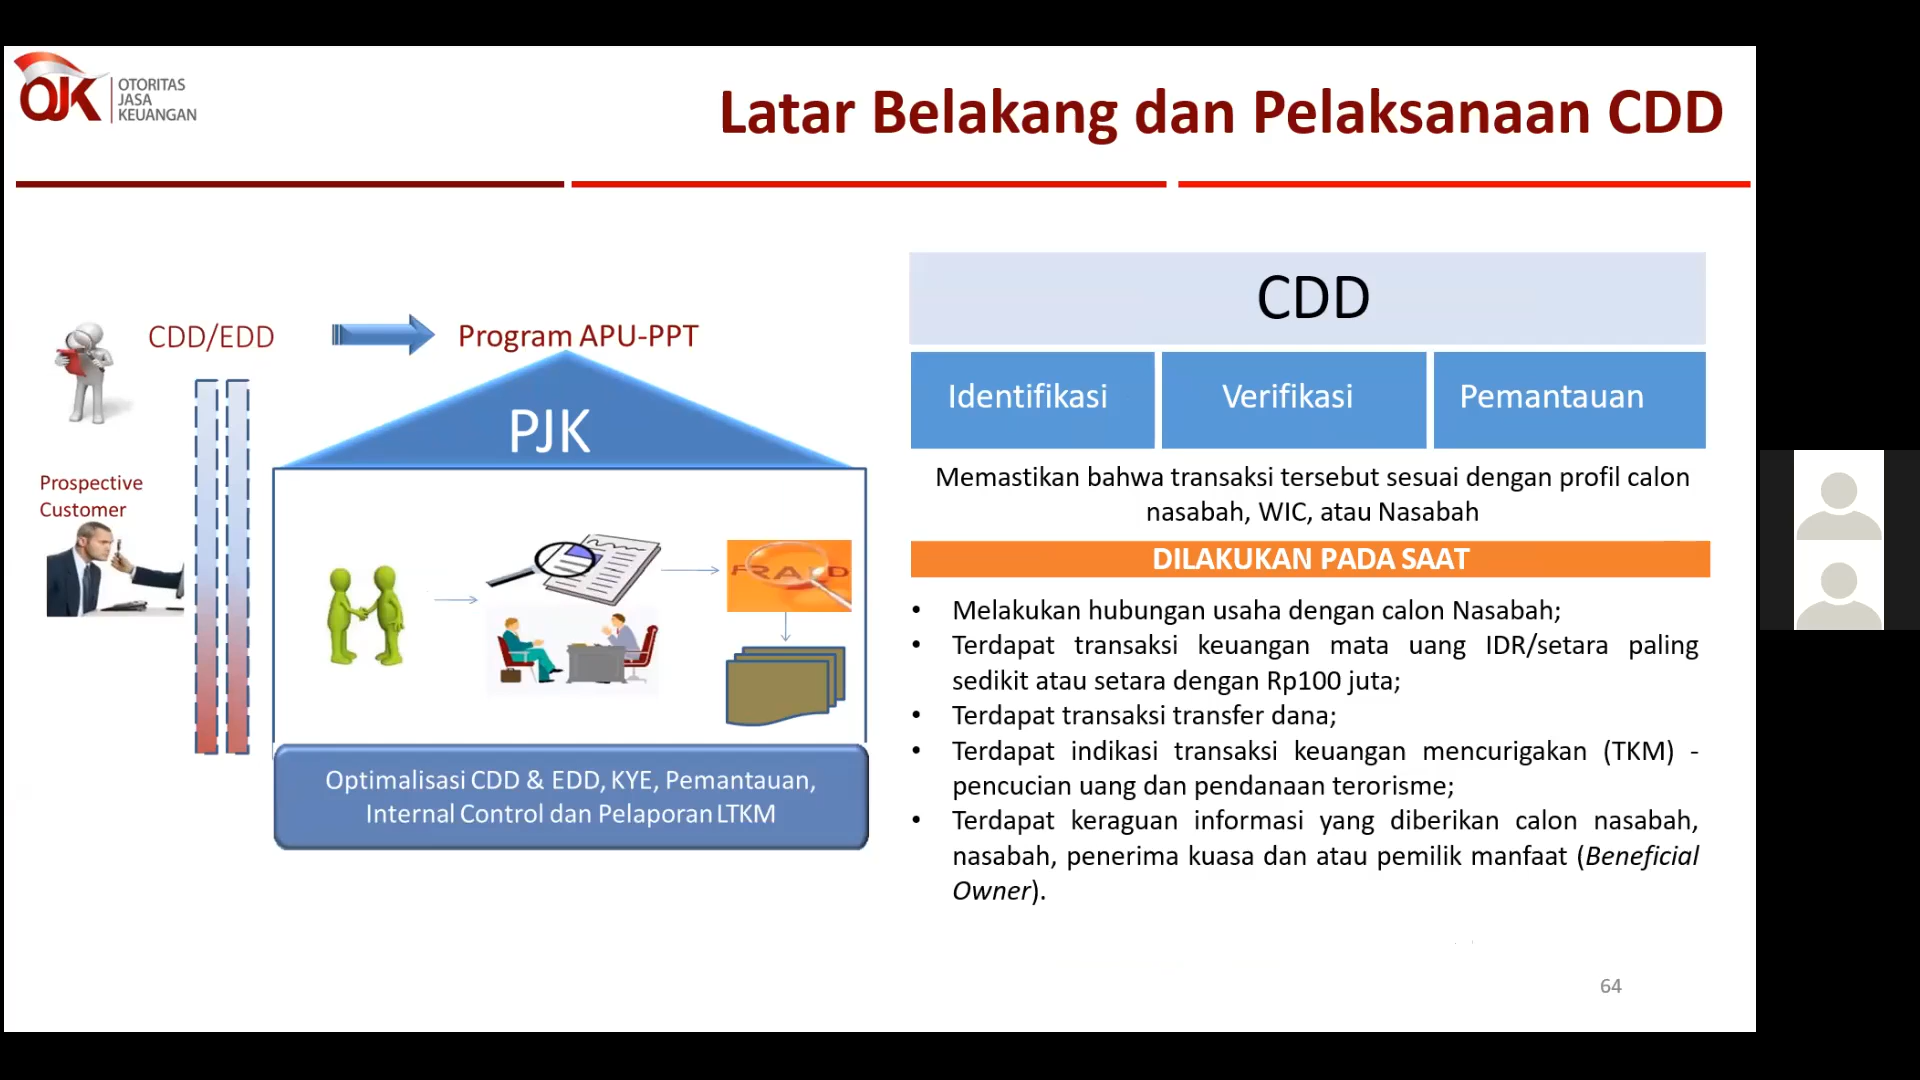 OJK
OTORITAS
JASA
KEUANGAN
Latar Belakang dan Pelaksanaan CDD
CDD/EDD
Program APU-PPT
PJK
Prospective
Customer
FRAUD
Optimalisasi CDD & EDD, KYE, Pemantauan,
Internal Control dan Pelaporan LTKM
CDD
Identifikasi
Verifikasi
Pemantauan
Memastikan bahwa transaksi tersebut sesuai dengan profil calon
nasabah, WIC, atau Nasabah
DILAKUKAN PADA SAAT
• Melakukan hubungan usaha dengan calon Nasabah;
• Terdapat transaksi keuangan mata uang IDR/setara paling
sedikit atau setara dengan Rp100 juta;
• Terdapat transaksi transfer dana;
• Terdapat indikasi transaksi keuangan mencurigakan (TKM) -
pencucian uang dan pendanaan terorisme;
• Terdapat keraguan informasi yang diberikan calon nasabah,
nasabah, penerima kuasa dan atau pemilik manfaat (Beneficial
Owner).
64